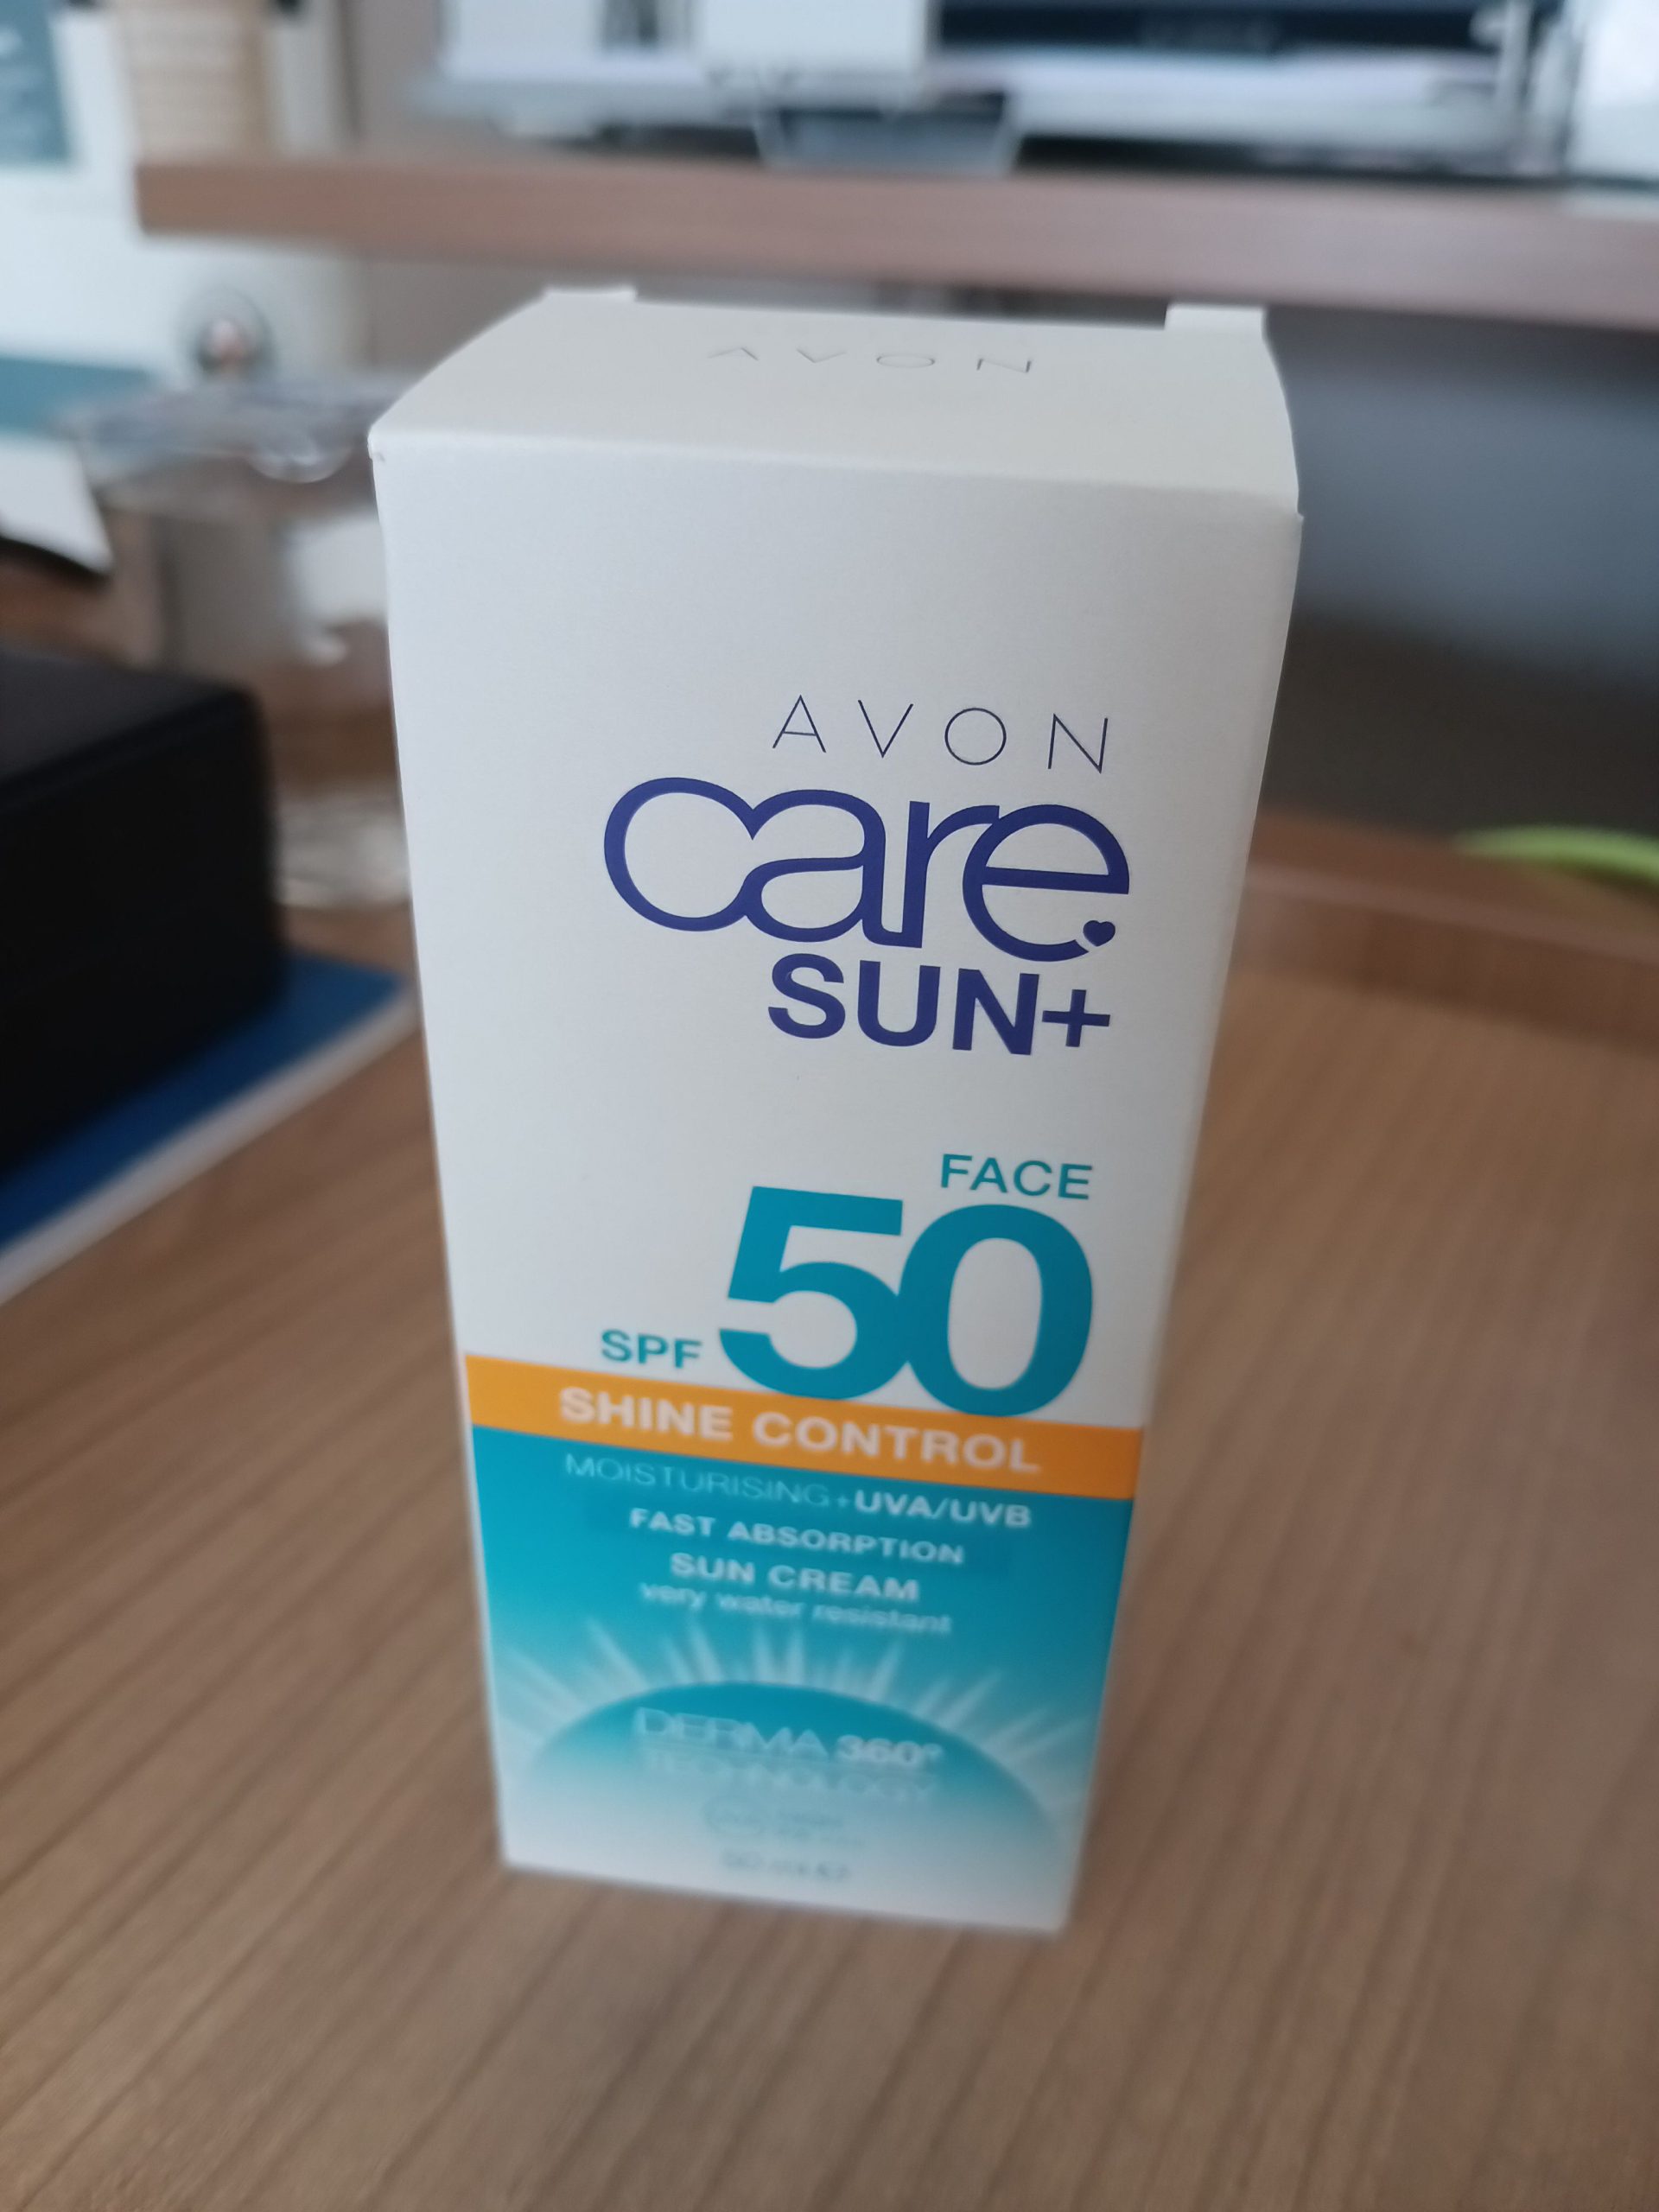 AVON
AVON
care
SUN+
FACE
SPF 50
SHINE CONTROL
MOISTURISING+UVA/UVB
FAST ABSORPTION
SUN CREAM
very water resistant
DERMA 360°
TECHNOLOGY